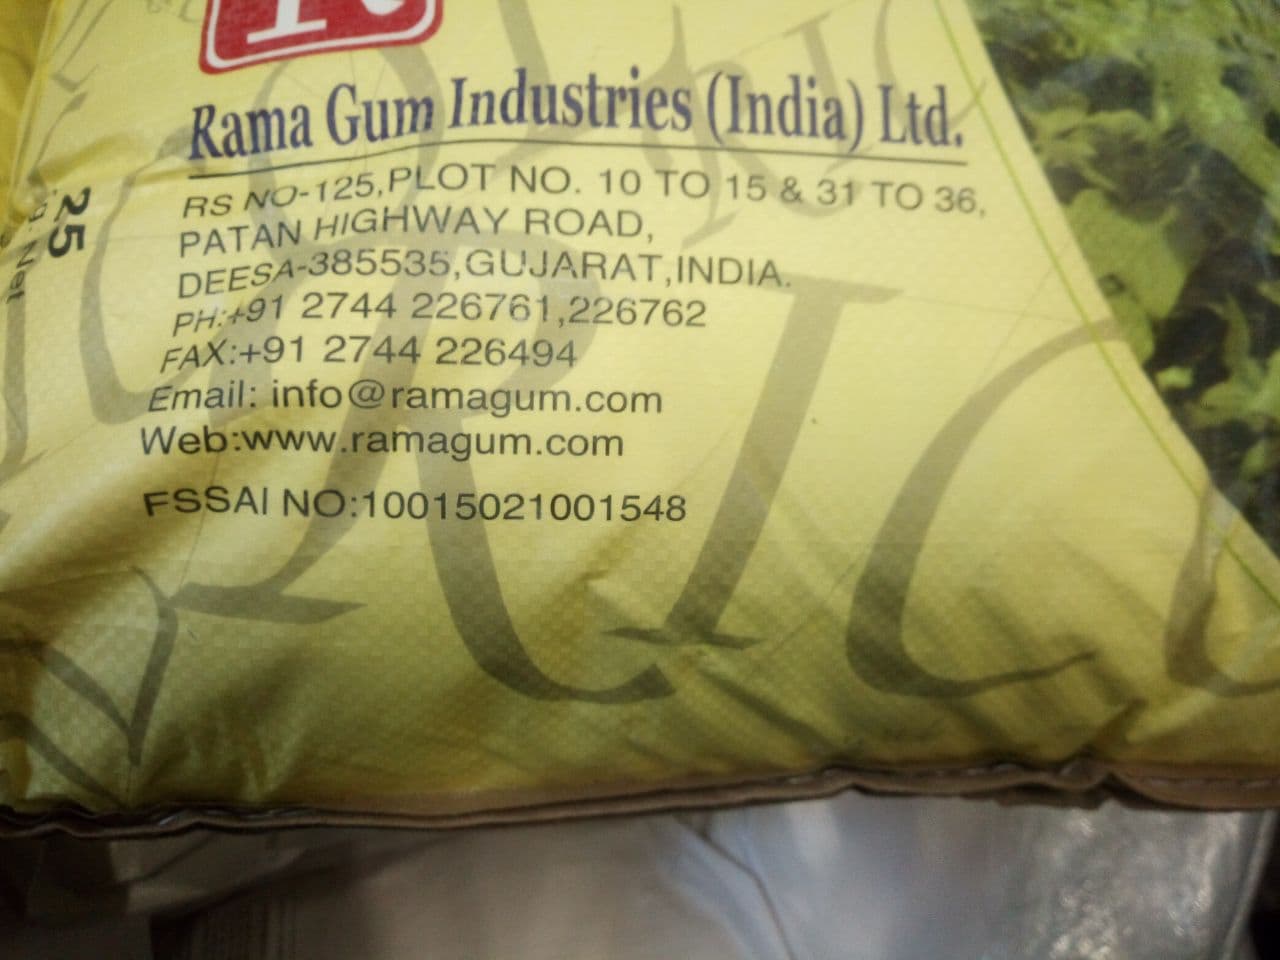 R
Rama Gum Industries (India) Ltd.
RS NO-125,PLOT NO. 10 TO 15 & 31 TO 36,
PATAN HIGHWAY ROAD,
DEESA-385535,GUJARAT,INDIA.
PH:+91 2744 226761,226762
FAX:+91 2744 226494
Email: info@ramagum.com
Web:www.ramagum.com
FSSAI NO:10015021001548
25
Net
RIC